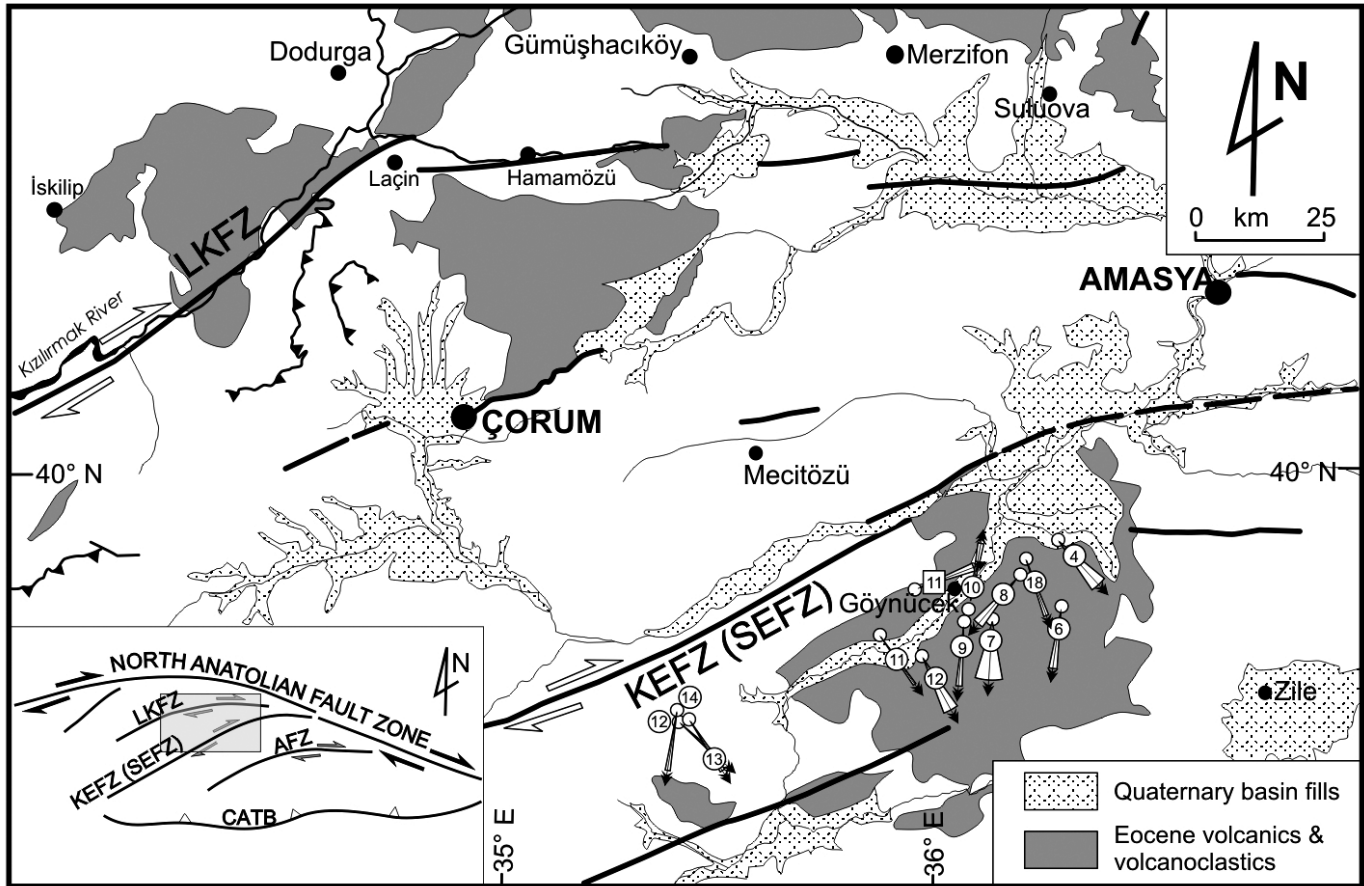 Dodurga
Gümüşhacıköy
Merzifon
Suluova
N
İskilip
Laçin
Hamamözü
0 km 25
LKFZ
AMASYA
Kızılırmak River
ÇORUM
40° N
Mecitözü
40° N
4
11
10
18
Göynücek
8
6
7
9
11
12
KEFZ (SEFZ)
Zile
14
12
13
N
NORTH ANATOLIAN FAULT ZONE
LKFZ
KEFZ (SEFZ)
AFZ
CATB
35° E
36° E
Quaternary basin fills
Eocene volcanics &
volcanoclastics